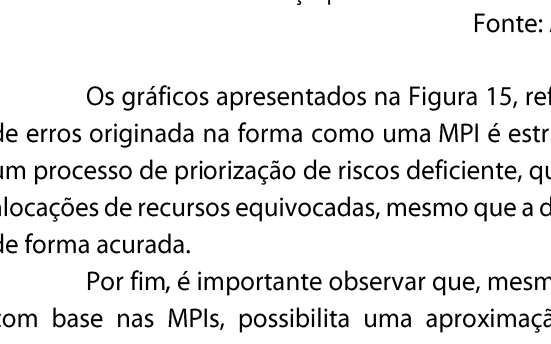 Fonte:
Os gráficos apresentados na Figura 15, ref
de erros originada na forma como uma MPI é estr
um processo de priorização de riscos deficiente, qu
alocações de recursos equivocadas, mesmo que a d
de forma acurada.
Por fim, é importante observar que, mesm
com base nas MPIs, possibilita uma aproximaçã